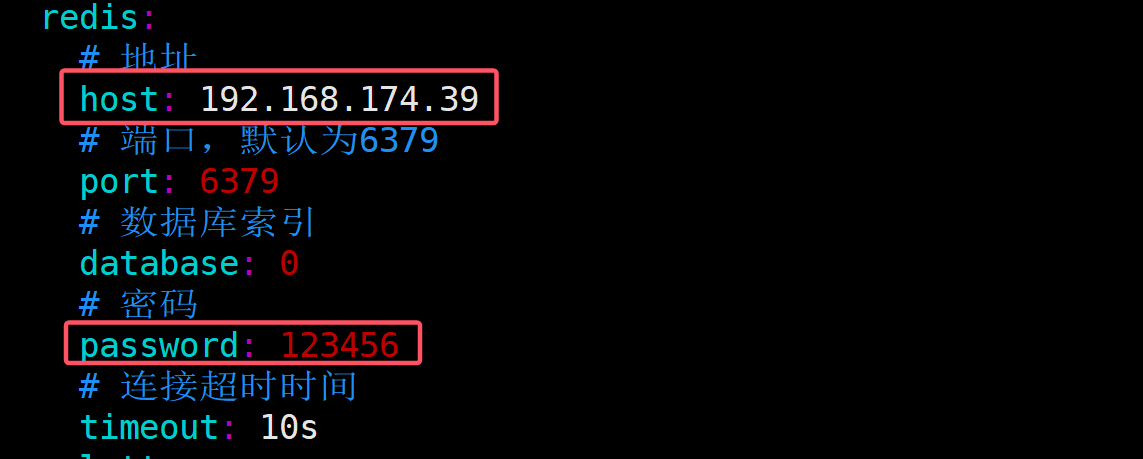 redis:
# 地址
host: 192.168.174.39
# 端口，默认为6379
port: 6379
# 数据库索引
database: 0
# 密码
password: 123456
# 连接超时时间
timeout: 10s